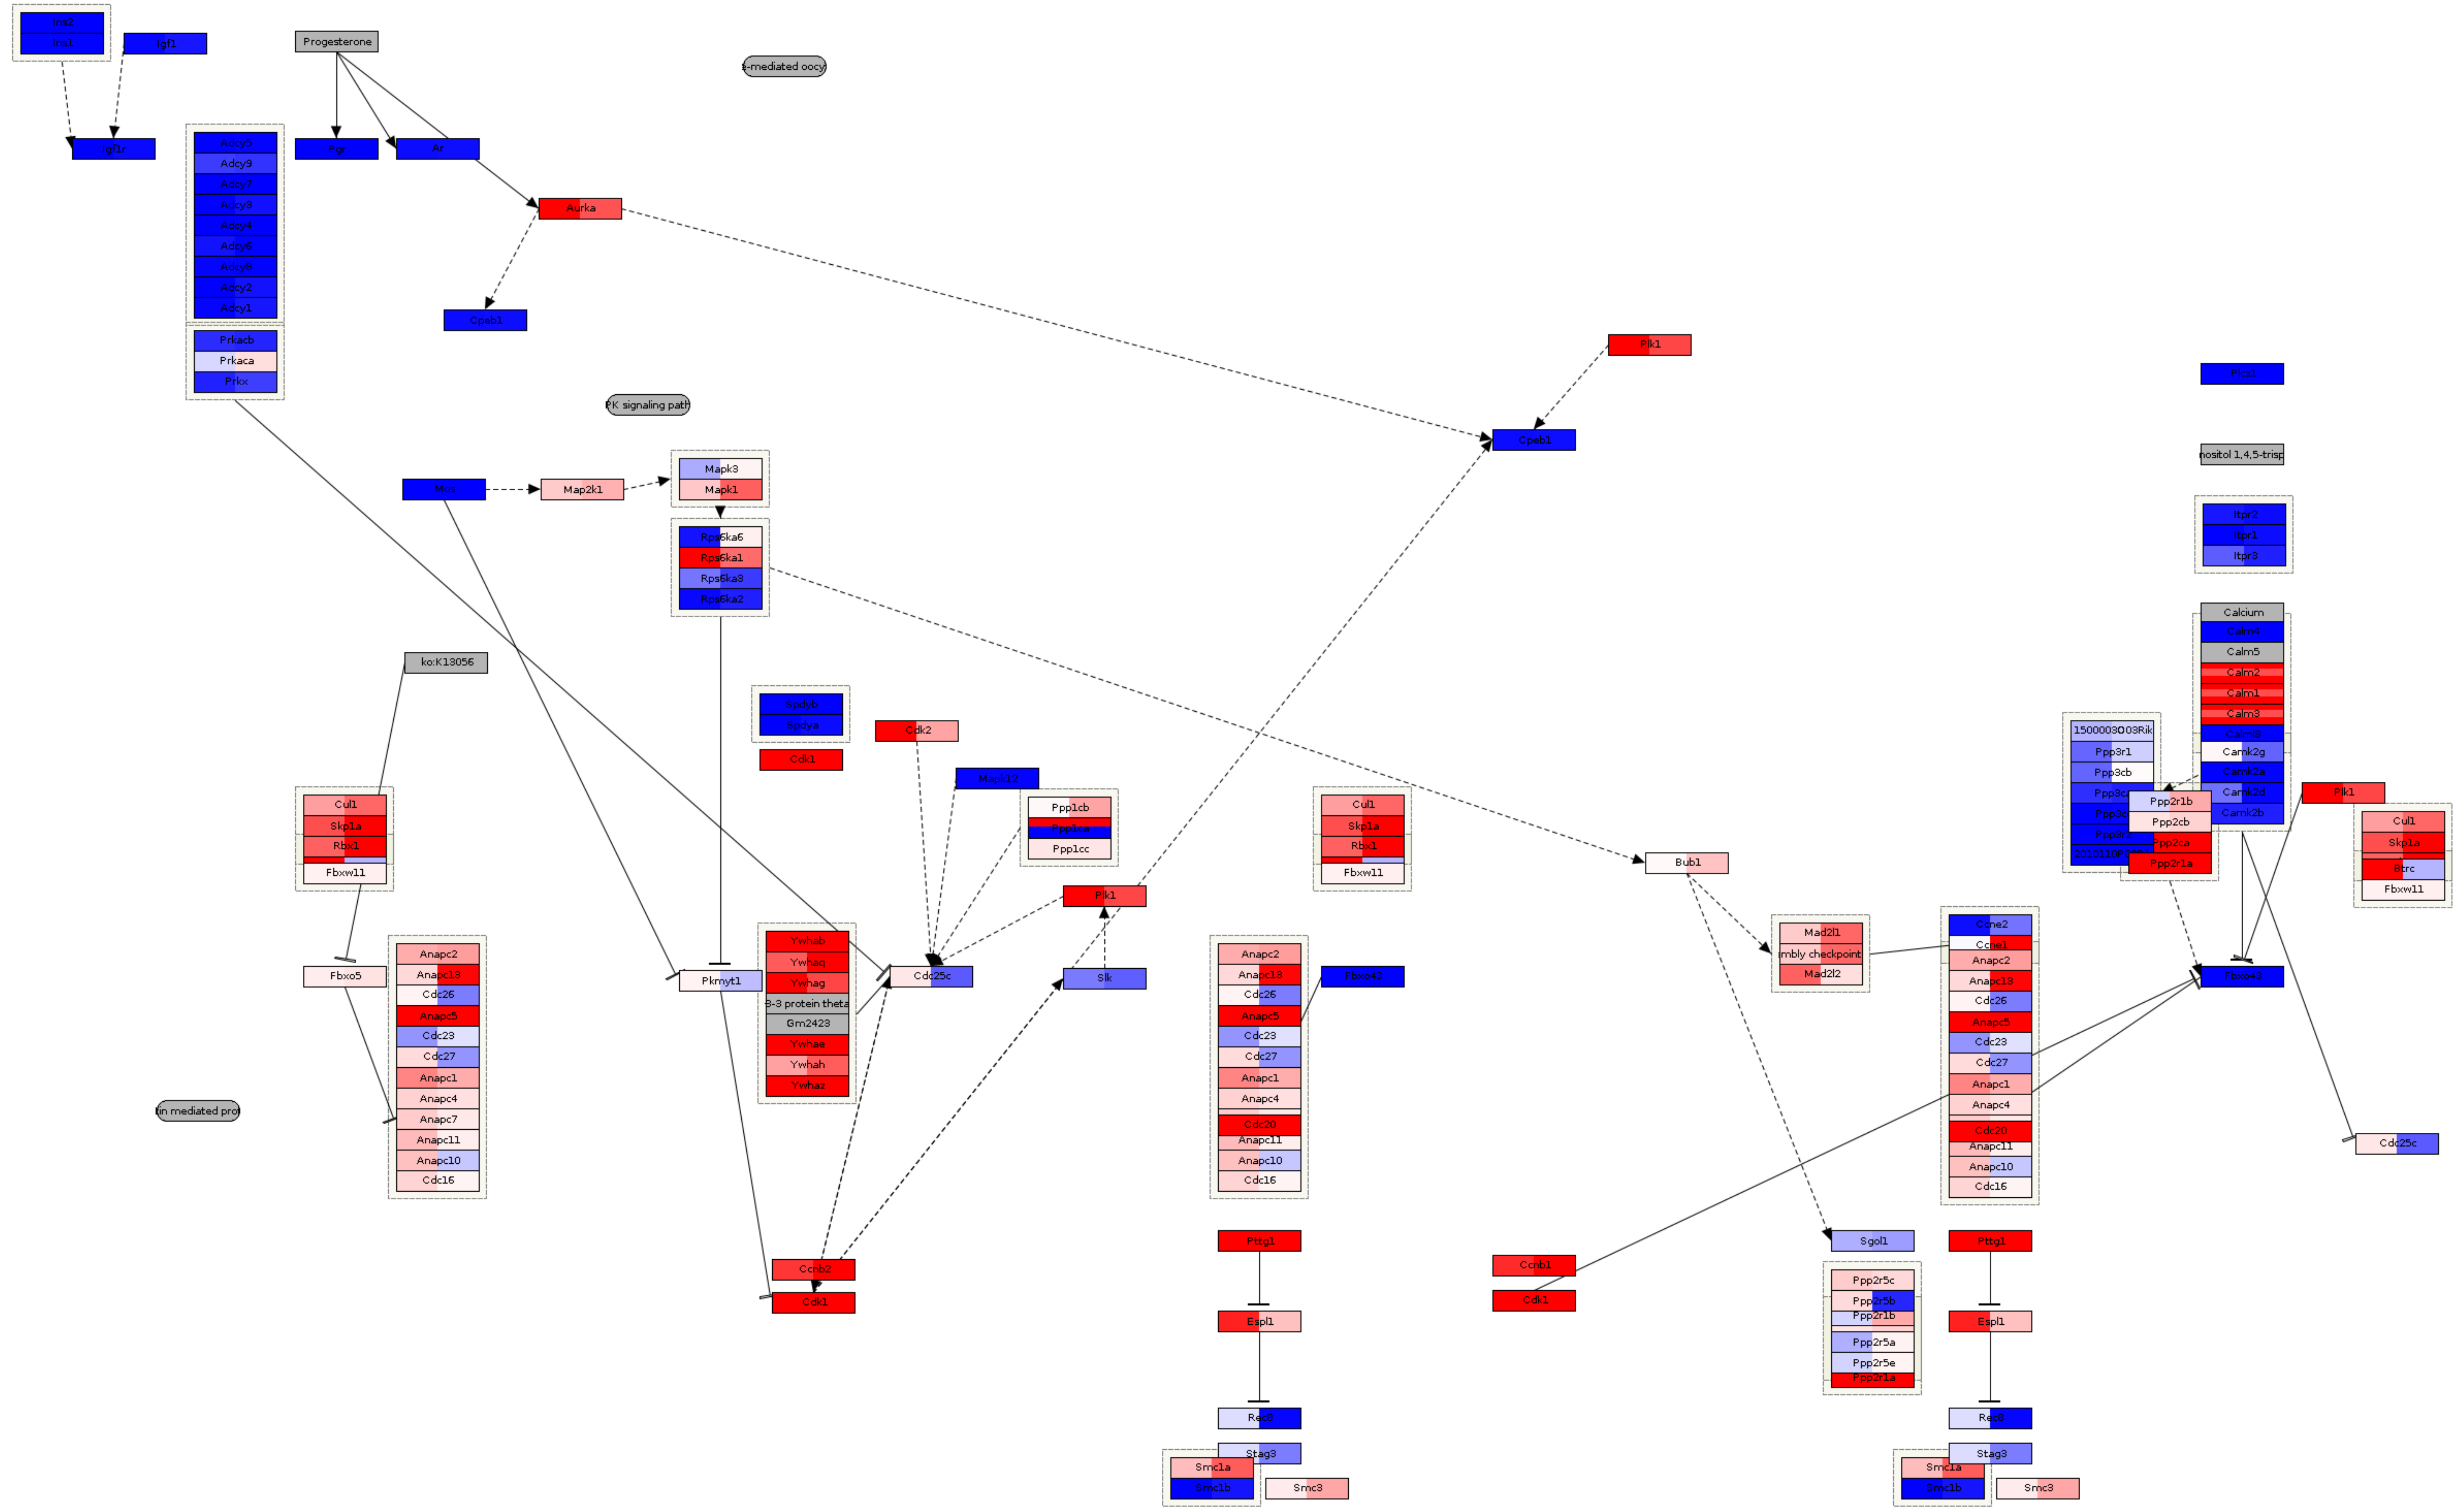 Ins2
Ins1
Igf1
Progesterone
e-mediated oocy
Igf1r
Adcy5
Adcy9
Adcy7
Adcy3
Adcy4
Adcy6
Adcy8
Adcy2
Adcy1
Pgr
Ar
Aurka
Cpeb1
Prkacb
Prkaca
Prkx
Plk1
Plcz1
PK signaling path
Cpeb1
nositol 1,4,5-trisp
Mos
Map2k1
Mapk3
Mapk1
Rps6ka6
Rps6ka1
Rps6ka3
Rps6ka2
Itpr2
Itpr1
Itpr3
ko:K13056
Spdyb
Spdya
Cdk1
Cdk2
Mapk12
Ppp1cb
Ppp1ca
Ppp1cc
Calcium
Calm4
Calm5
Calm2
Calm1
Calm3
Calml3
Camk2g
Camk2a
Camk2d
Camk2b
1500003O03Rik
Ppp3r1
Ppp3cb
Ppp2r1b
Ppp2cb
Ppp2ca
Ppp2r1a
Plk1
Cul1
Skp1a
Rbx1
Fbxw11
Cul1
Skp1a
Rbx1
Fbxw11
Cul1
Skp1a
Btrc
Fbxw11
Bub1
Plk1
Fbxo5
Anapc2
Anapc13
Cdc26
Anapc5
Cdc23
Cdc27
Anapc1
Anapc4
Anapc7
Anapc11
Anapc10
Cdc16
Pkmyt1
Ywhab
Ywhaq
Ywhag
3-3 protein theta
Gm2423
Ywhae
Ywhah
Ywhaz
Cdc25c
Slk
Anapc2
Anapc13
Cdc26
Anapc5
Cdc23
Cdc27
Anapc1
Anapc4
Cdc20
Anapc11
Anapc10
Cdc16
Fbxo43
Mad2l1
mbly checkpoint
Mad2l2
Ccne2
Ccne1
Anapc2
Anapc13
Cdc26
Anapc5
Cdc23
Cdc27
Anapc1
Anapc4
Cdc20
Anapc11
Anapc10
Cdc16
Fbxo43
Cdc25c
tin mediated prot
Ccnb2
Cdk1
Pttg1
Espl1
Rec8
Stag3
Smc1a
Smc1b
Smc3
Ccnb1
Cdk1
Sgol1
Ppp2r5c
Ppp2r5b
Ppp2r1b
Ppp2r5a
Ppp2r5e
Ppp2r1a
Pttg1
Espl1
Rec8
Stag3
Smc1a
Smc1b
Smc3